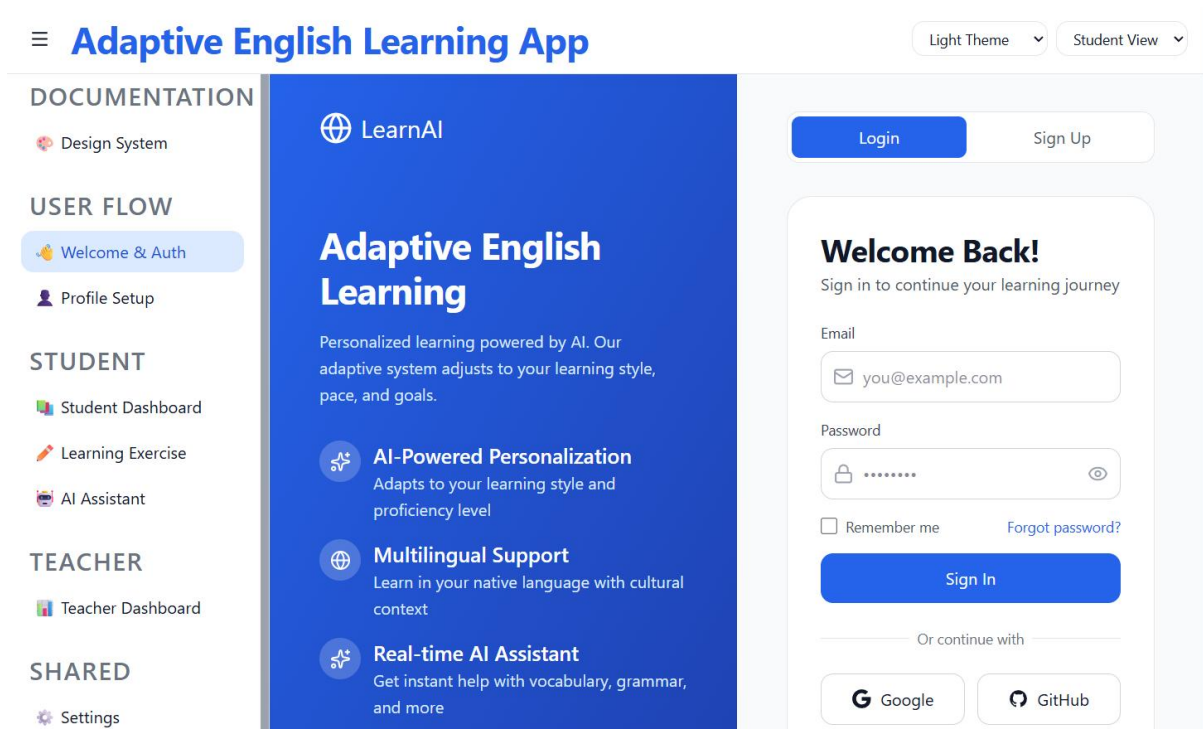 Adaptive English Learning App
Light Theme
Student View
DOCUMENTATION
Design System
USER FLOW
Welcome & Auth
Profile Setup
STUDENT
Student Dashboard
Learning Exercise
AI Assistant
TEACHER
Teacher Dashboard
SHARED
Settings
LearnAI
Adaptive English
Learning
Personalized learning powered by AI. Our
adaptive system adjusts to your learning style,
pace, and goals.
AI-Powered Personalization
Adapts to your learning style and
proficiency level
Multilingual Support
Learn in your native language with cultural
context
Real-time AI Assistant
Get instant help with vocabulary, grammar,
and more
Login
Sign Up
Welcome Back!
Sign in to continue your learning journey
Email
you@example.com
Password
••••••••
Remember me
Forgot password?
Sign In
Or continue with
Google
GitHub